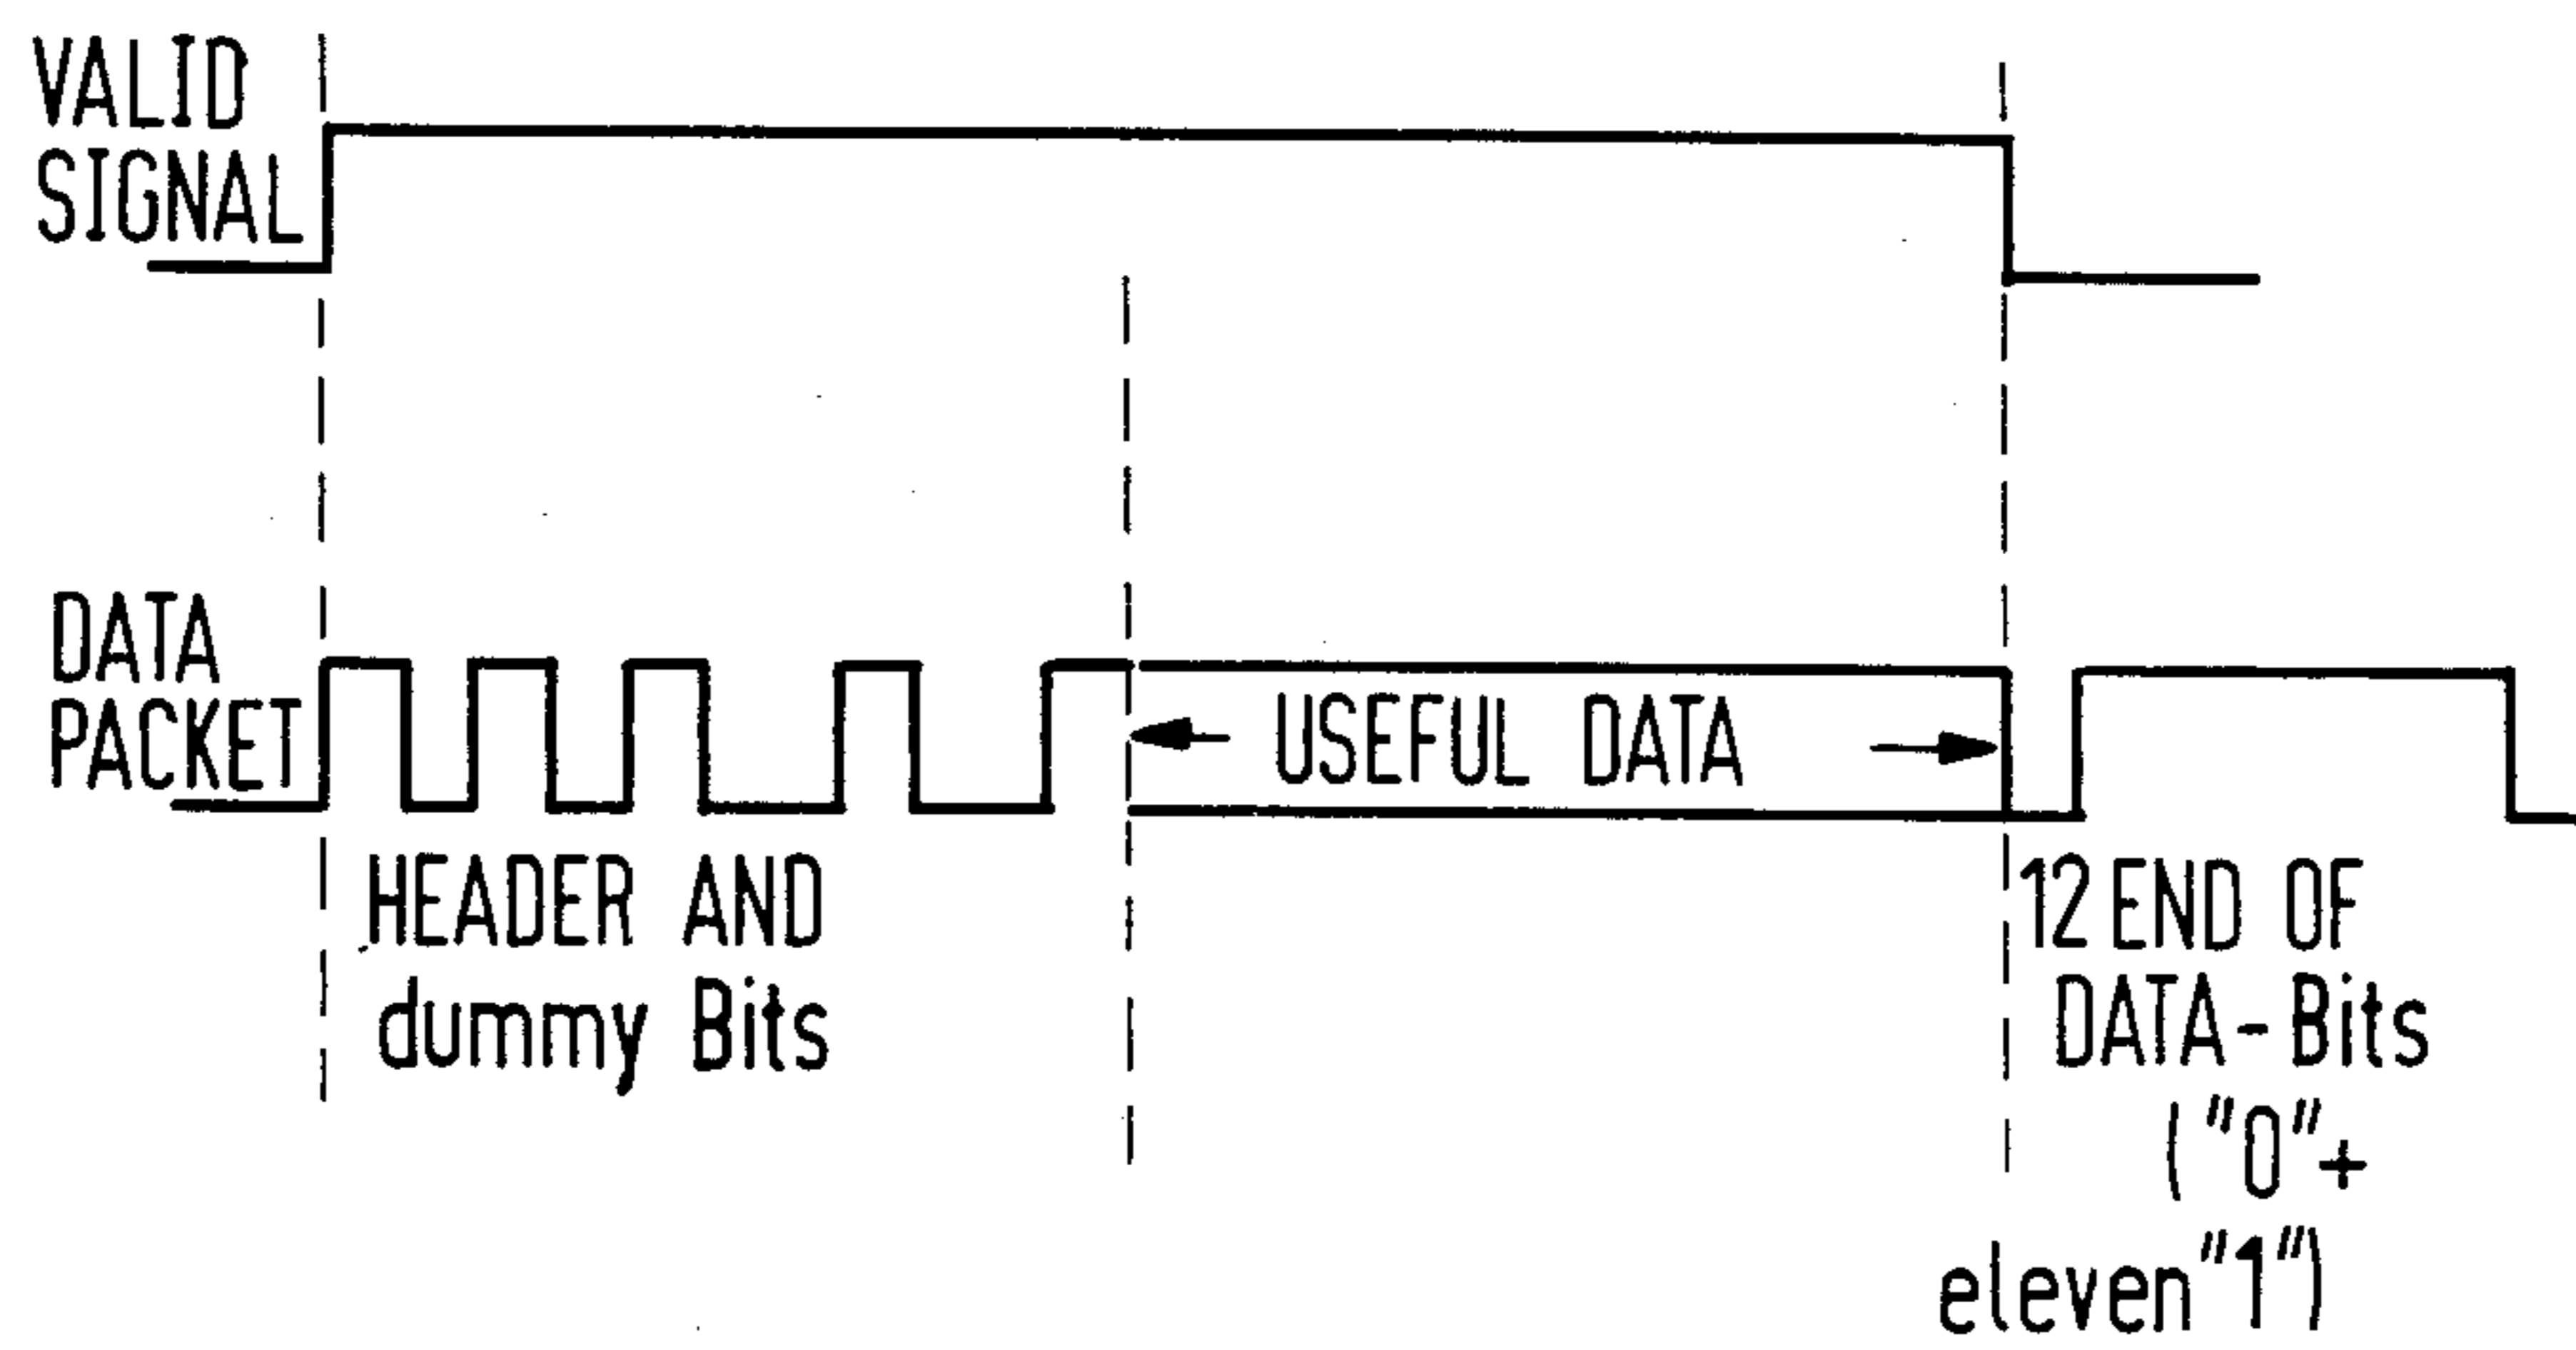 VALID
SIGNAL
DATA
PACKET
USEFUL DATA
HEADER AND
dummy Bits
12 END OF
DATA-Bits
("0"+
eleven "1")